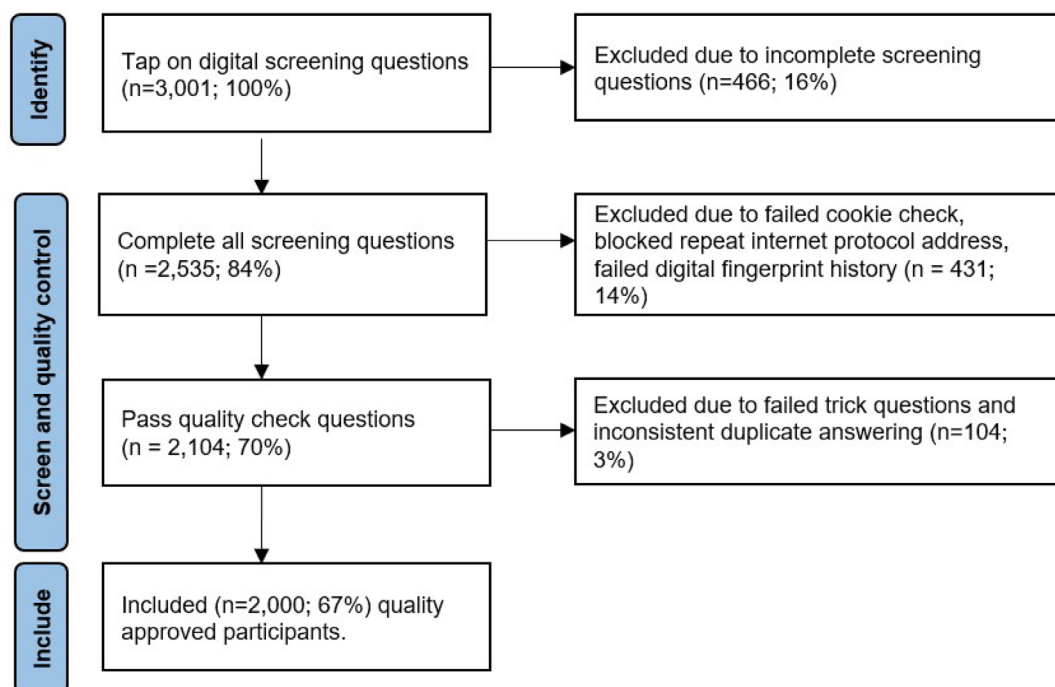 Identify
Tap on digital screening questions
(n=3,001; 100%)
Excluded due to incomplete screening
questions (n=466; 16%)
Screen and quality control
Complete all screening questions
(n =2,535; 84%)
Excluded due to failed cookie check,
blocked repeat internet protocol address,
failed digital fingerprint history (n = 431;
14%)
Pass quality check questions
(n = 2,104; 70%)
Excluded due to failed trick questions and
inconsistent duplicate answering (n=104;
3%)
Include
Included (n=2,000; 67%) quality
approved participants.